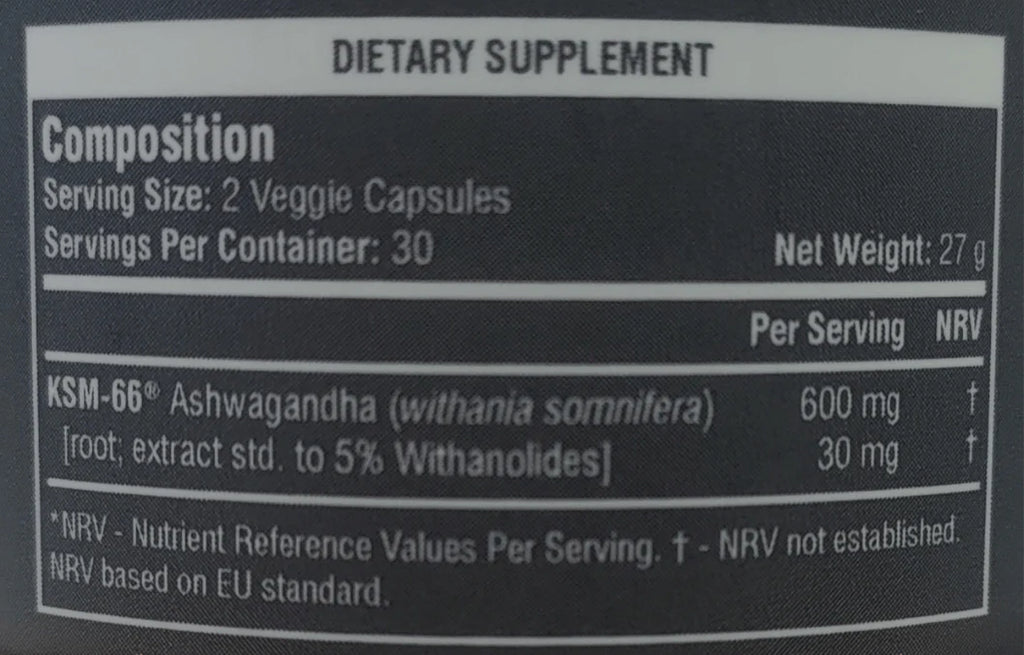 DIETARY SUPPLEMENT
Composition
Serving Size: 2 Veggie Capsules
Servings Per Container: 30 Net Weight: 27 g
Per Serving NRV
KSM-66® Ashwagandha (withania somnifera) 600 mg †
[root; extract std. to 5% Withanolides] 30 mg †
*NRV - Nutrient Reference Values Per Serving. † - NRV not established.
NRV based on EU standard.